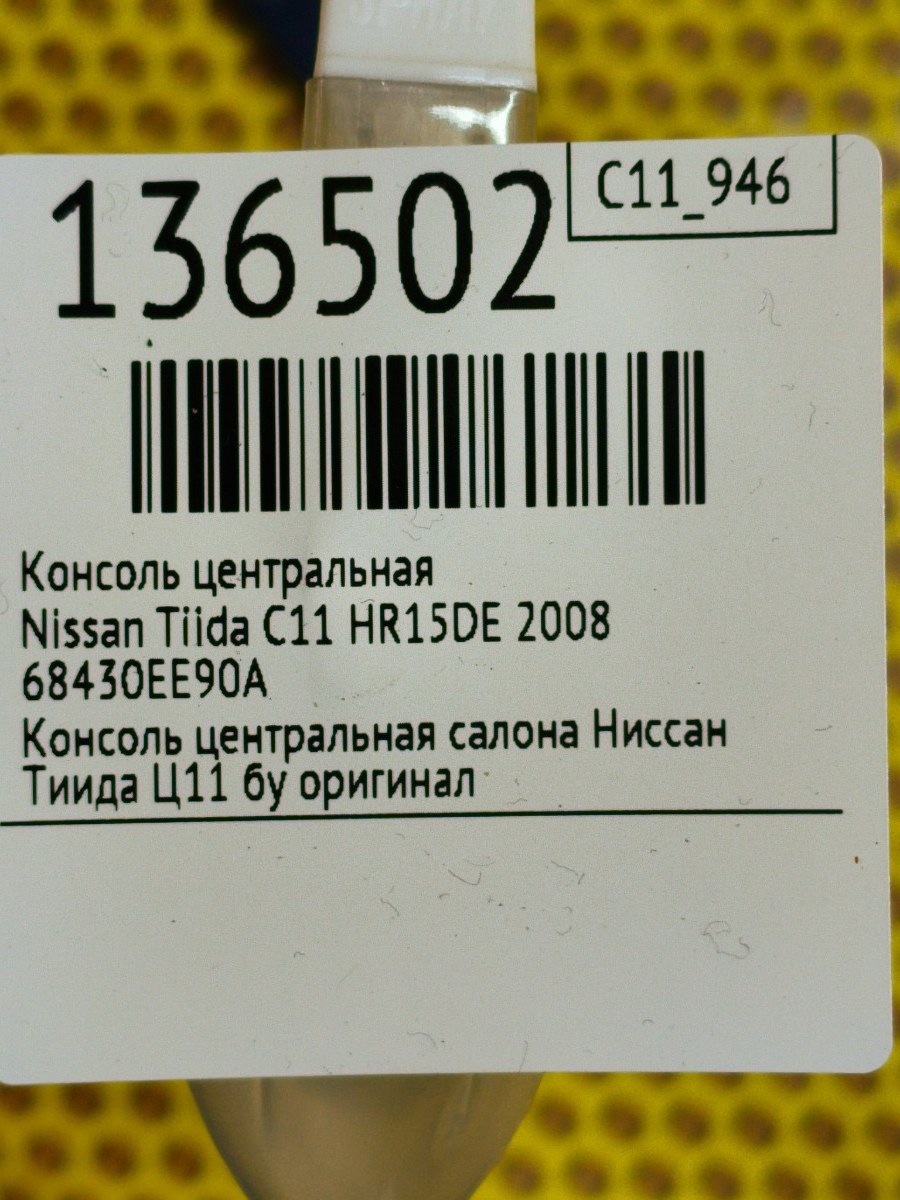 136502
C11_946
Консоль центральная
Nissan Tiida C11 HR15DE 2008
68430EE90A
Консоль центральная салона Ниссан
Тиида Ц11 бу оригинал